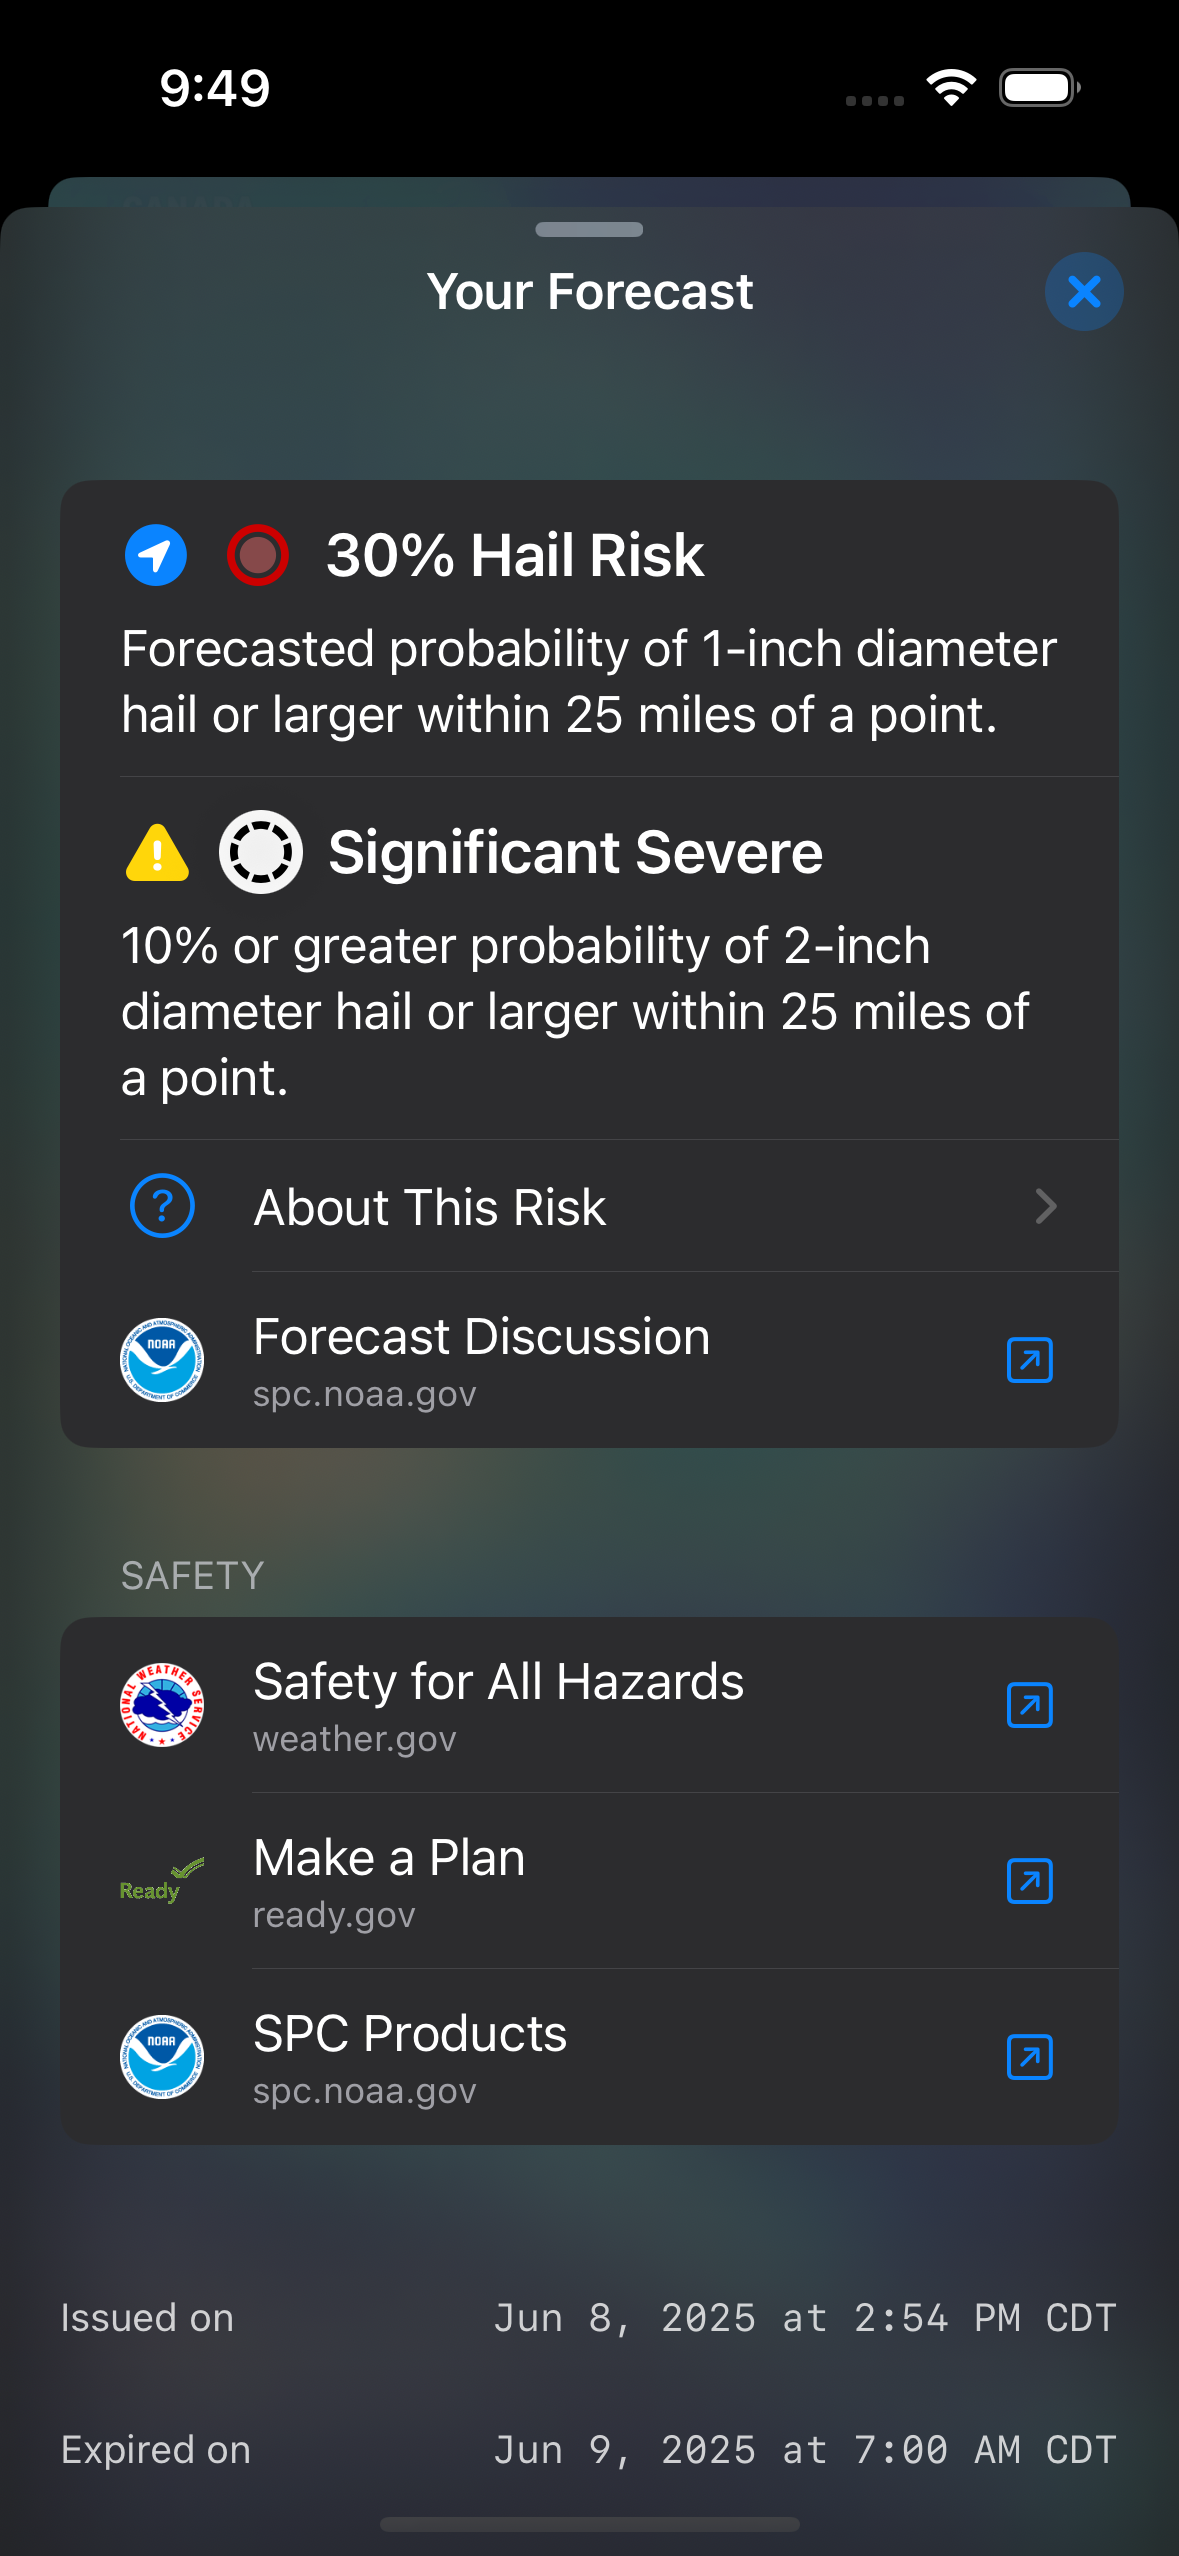 9:49
Your Forecast
30% Hail Risk
Forecasted probability of 1-inch diameter
hail or larger within 25 miles of a point.
Significant Severe
10% or greater probability of 2-inch
diameter hail or larger within 25 miles of
a point.
About This Risk
NOAA
Forecast Discussion
spc.noaa.gov
SAFETY
NATIONAL WEATHER SERVICE
Safety for All Hazards
weather.gov
Ready
Make a Plan
ready.gov
NOAA
SPC Products
spc.noaa.gov
Issued on Jun 8, 2025 at 2:54 PM CDT
Expired on Jun 9, 2025 at 7:00 AM CDT